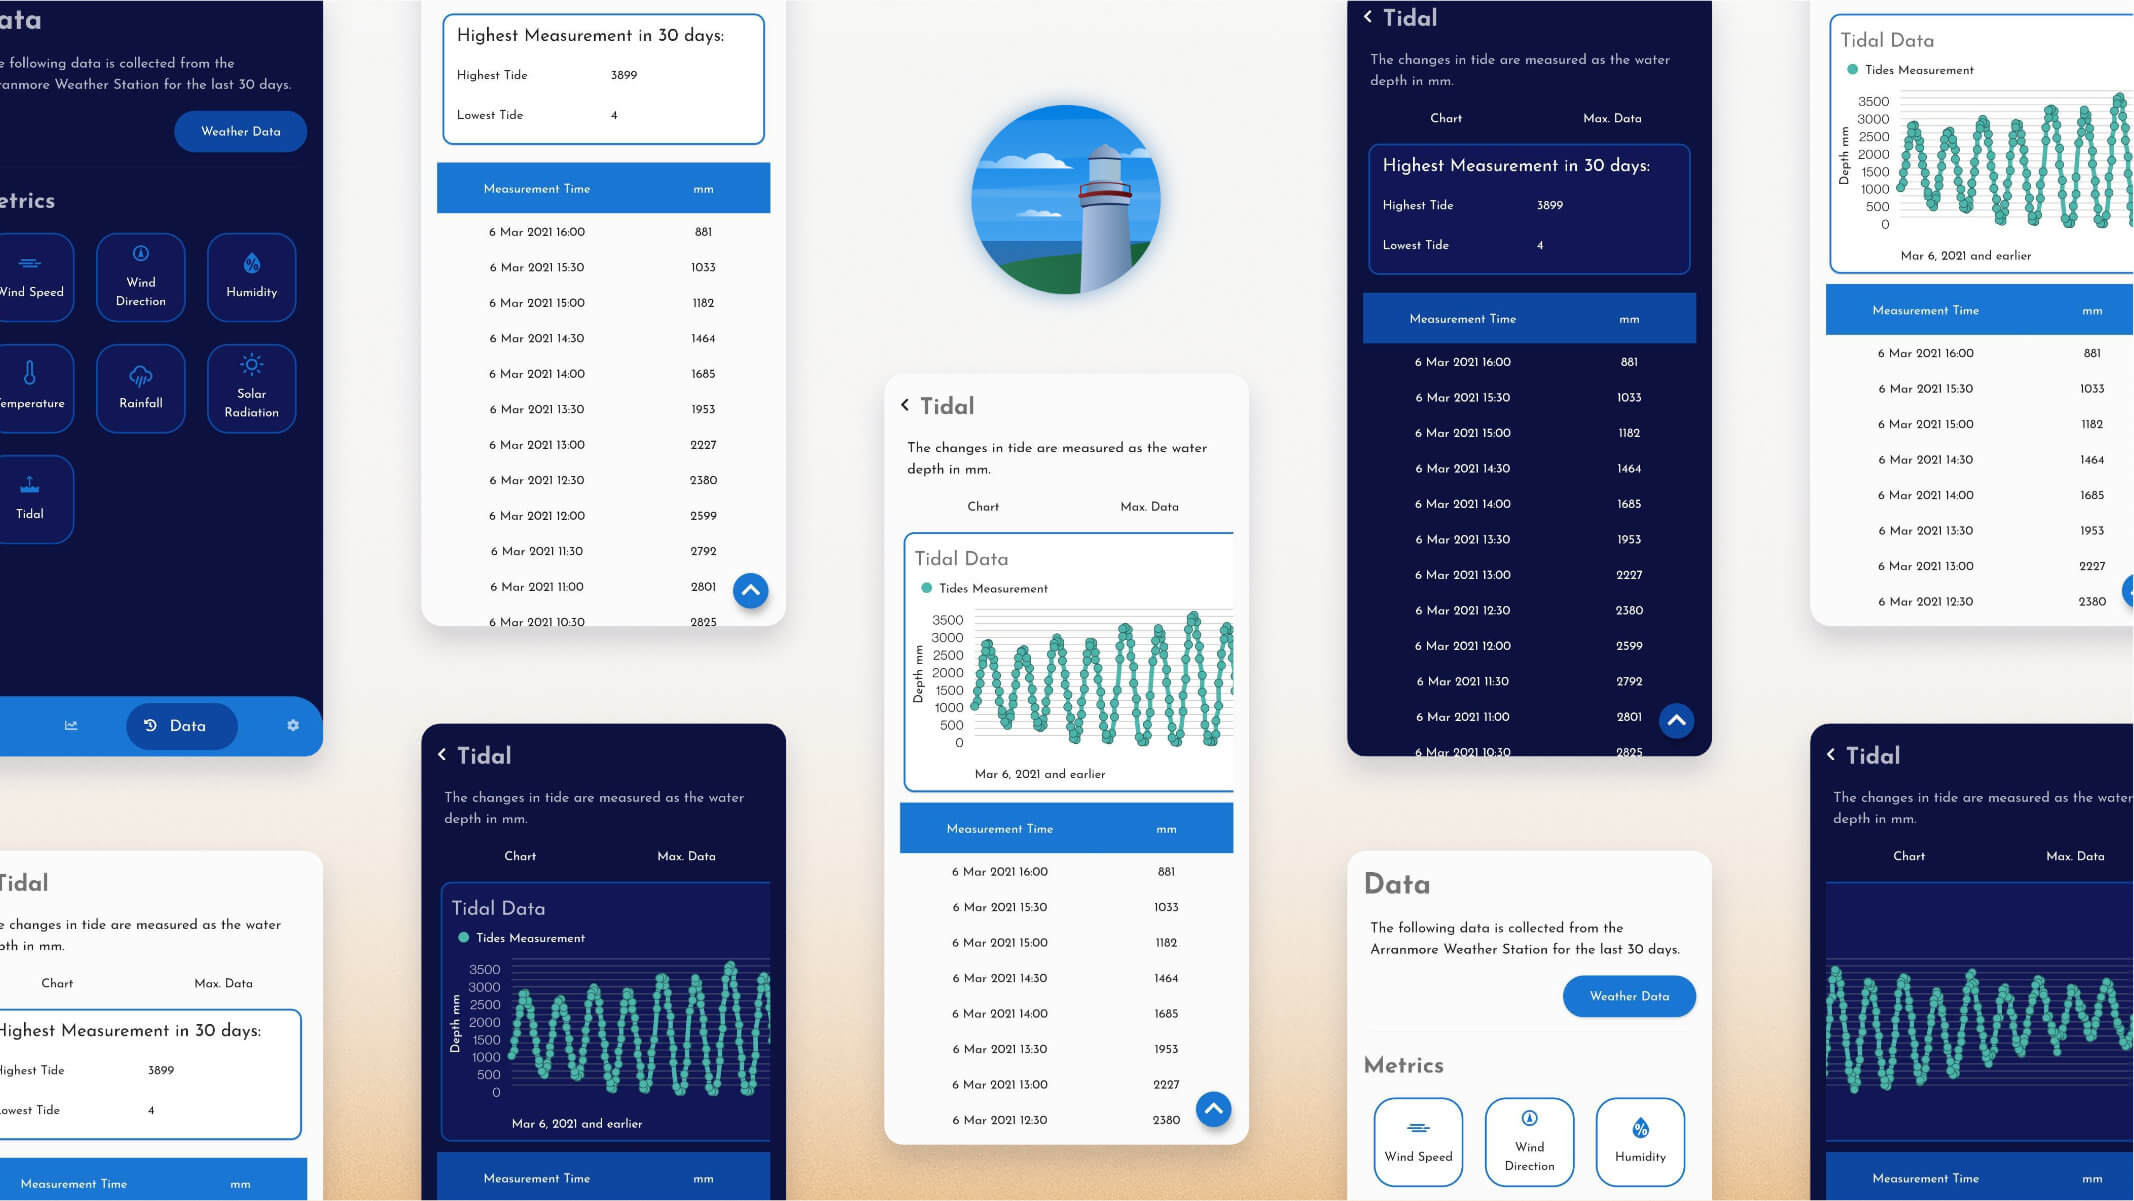 ata
e following data is collected from the
ranmore Weather Station for the last 30 days.
Weather Data
etrics
Wind Speed
Wind
Direction
Humidity
emperature
Rainfall
Solar
Radiation
Tidal
Data
Tidal
e changes in tide are measured as the water
pth in mm.
Chart Max. Data
Highest Measurement in 30 days:
Highest Tide 3899
Lowest Tide 4
Measurement Time mm
Highest Measurement in 30 days:
Highest Tide 3899
Lowest Tide 4
Measurement Time mm
6 Mar 2021 16:00 881
6 Mar 2021 15:30 1033
6 Mar 2021 15:00 1182
6 Mar 2021 14:30 1464
6 Mar 2021 14:00 1685
6 Mar 2021 13:30 1953
6 Mar 2021 13:00 2227
6 Mar 2021 12:30 2380
6 Mar 2021 12:00 2599
6 Mar 2021 11:30 2792
6 Mar 2021 11:00 2801
6 Mar 2021 10:30 2825
Tidal
The changes in tide are measured as the water
depth in mm.
Chart Max. Data
Tidal Data
Tides Measurement
Depth mm
3500
3000
2500
2000
1500
1000
500
0
Mar 6, 2021 and earlier
Measurement Time mm
Tidal
The changes in tide are measured as the water
depth in mm.
Chart Max. Data
Tidal Data
Tides Measurement
Depth mm
3500
3000
2500
2000
1500
1000
500
0
Mar 6, 2021 and earlier
Measurement Time mm
6 Mar 2021 16:00 881
6 Mar 2021 15:30 1033
6 Mar 2021 15:00 1182
6 Mar 2021 14:30 1464
6 Mar 2021 14:00 1685
6 Mar 2021 13:30 1953
6 Mar 2021 13:00 2227
6 Mar 2021 12:30 2380
Tidal
The changes in tide are measured as the water
depth in mm.
Chart Max. Data
Highest Measurement in 30 days:
Highest Tide 3899
Lowest Tide 4
Measurement Time mm
6 Mar 2021 16:00 881
6 Mar 2021 15:30 1033
6 Mar 2021 15:00 1182
6 Mar 2021 14:30 1464
6 Mar 2021 14:00 1685
6 Mar 2021 13:30 1953
6 Mar 2021 13:00 2227
6 Mar 2021 12:30 2380
6 Mar 2021 12:00 2599
6 Mar 2021 11:30 2792
6 Mar 2021 11:00 2801
6 Mar 2021 10:30 2825
Data
The following data is collected from the
Arranmore Weather Station for the last 30 days.
Weather Data
Metrics
Wind Speed
Wind
Direction
Humidity
Tidal Data
Tides Measurement
Depth mm
3500
3000
2500
2000
1500
1000
500
0
Mar 6, 2021 and earlier
Measurement Time mm
6 Mar 2021 16:00 881
6 Mar 2021 15:30 1033
6 Mar 2021 15:00 1182
6 Mar 2021 14:30 1464
6 Mar 2021 14:00 1685
6 Mar 2021 13:30 1953
6 Mar 2021 13:00 2227
6 Mar 2021 12:30 2380
Tidal
The changes in tide are measured as the water
depth in mm.
Chart Max. Data
Measurement Time mm